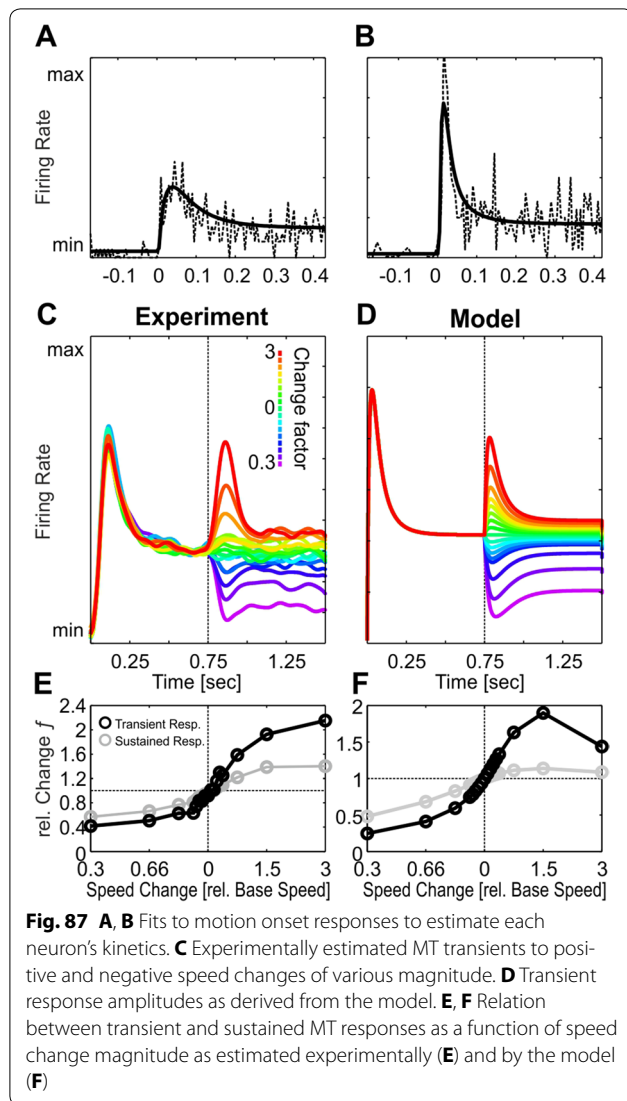 A
B
max
Firing Rate
min
-0.1 0 0.1 0.2 0.3 0.4
-0.1 0 0.1 0.2 0.3 0.4
C Experiment
D Model
max
3
0
0.3
Change factor
Firing Rate
min
0.25 0.75 1.25
Time [sec]
0.25 0.75 1.25
Time [sec]
E
F
rel. Change f
2.4
2
1.6
1.2
0.8
0.4
Transient Resp.
Sustained Resp.
0.3 0.66 0 1.5 3
Speed Change [rel. Base Speed]
2
1.5
1
0.5
0
0.3 0.66 0 1.5 3
Speed Change [rel. Base Speed]
Fig. 87 A, B Fits to motion onset responses to estimate each
neuron's kinetics. C Experimentally estimated MT transients to posi-
tive and negative speed changes of various magnitude. D Transient
response amplitudes as derived from the model. E, F Relation
between transient and sustained MT responses as a function of speed
change magnitude as estimated experimentally (E) and by the model
(F)